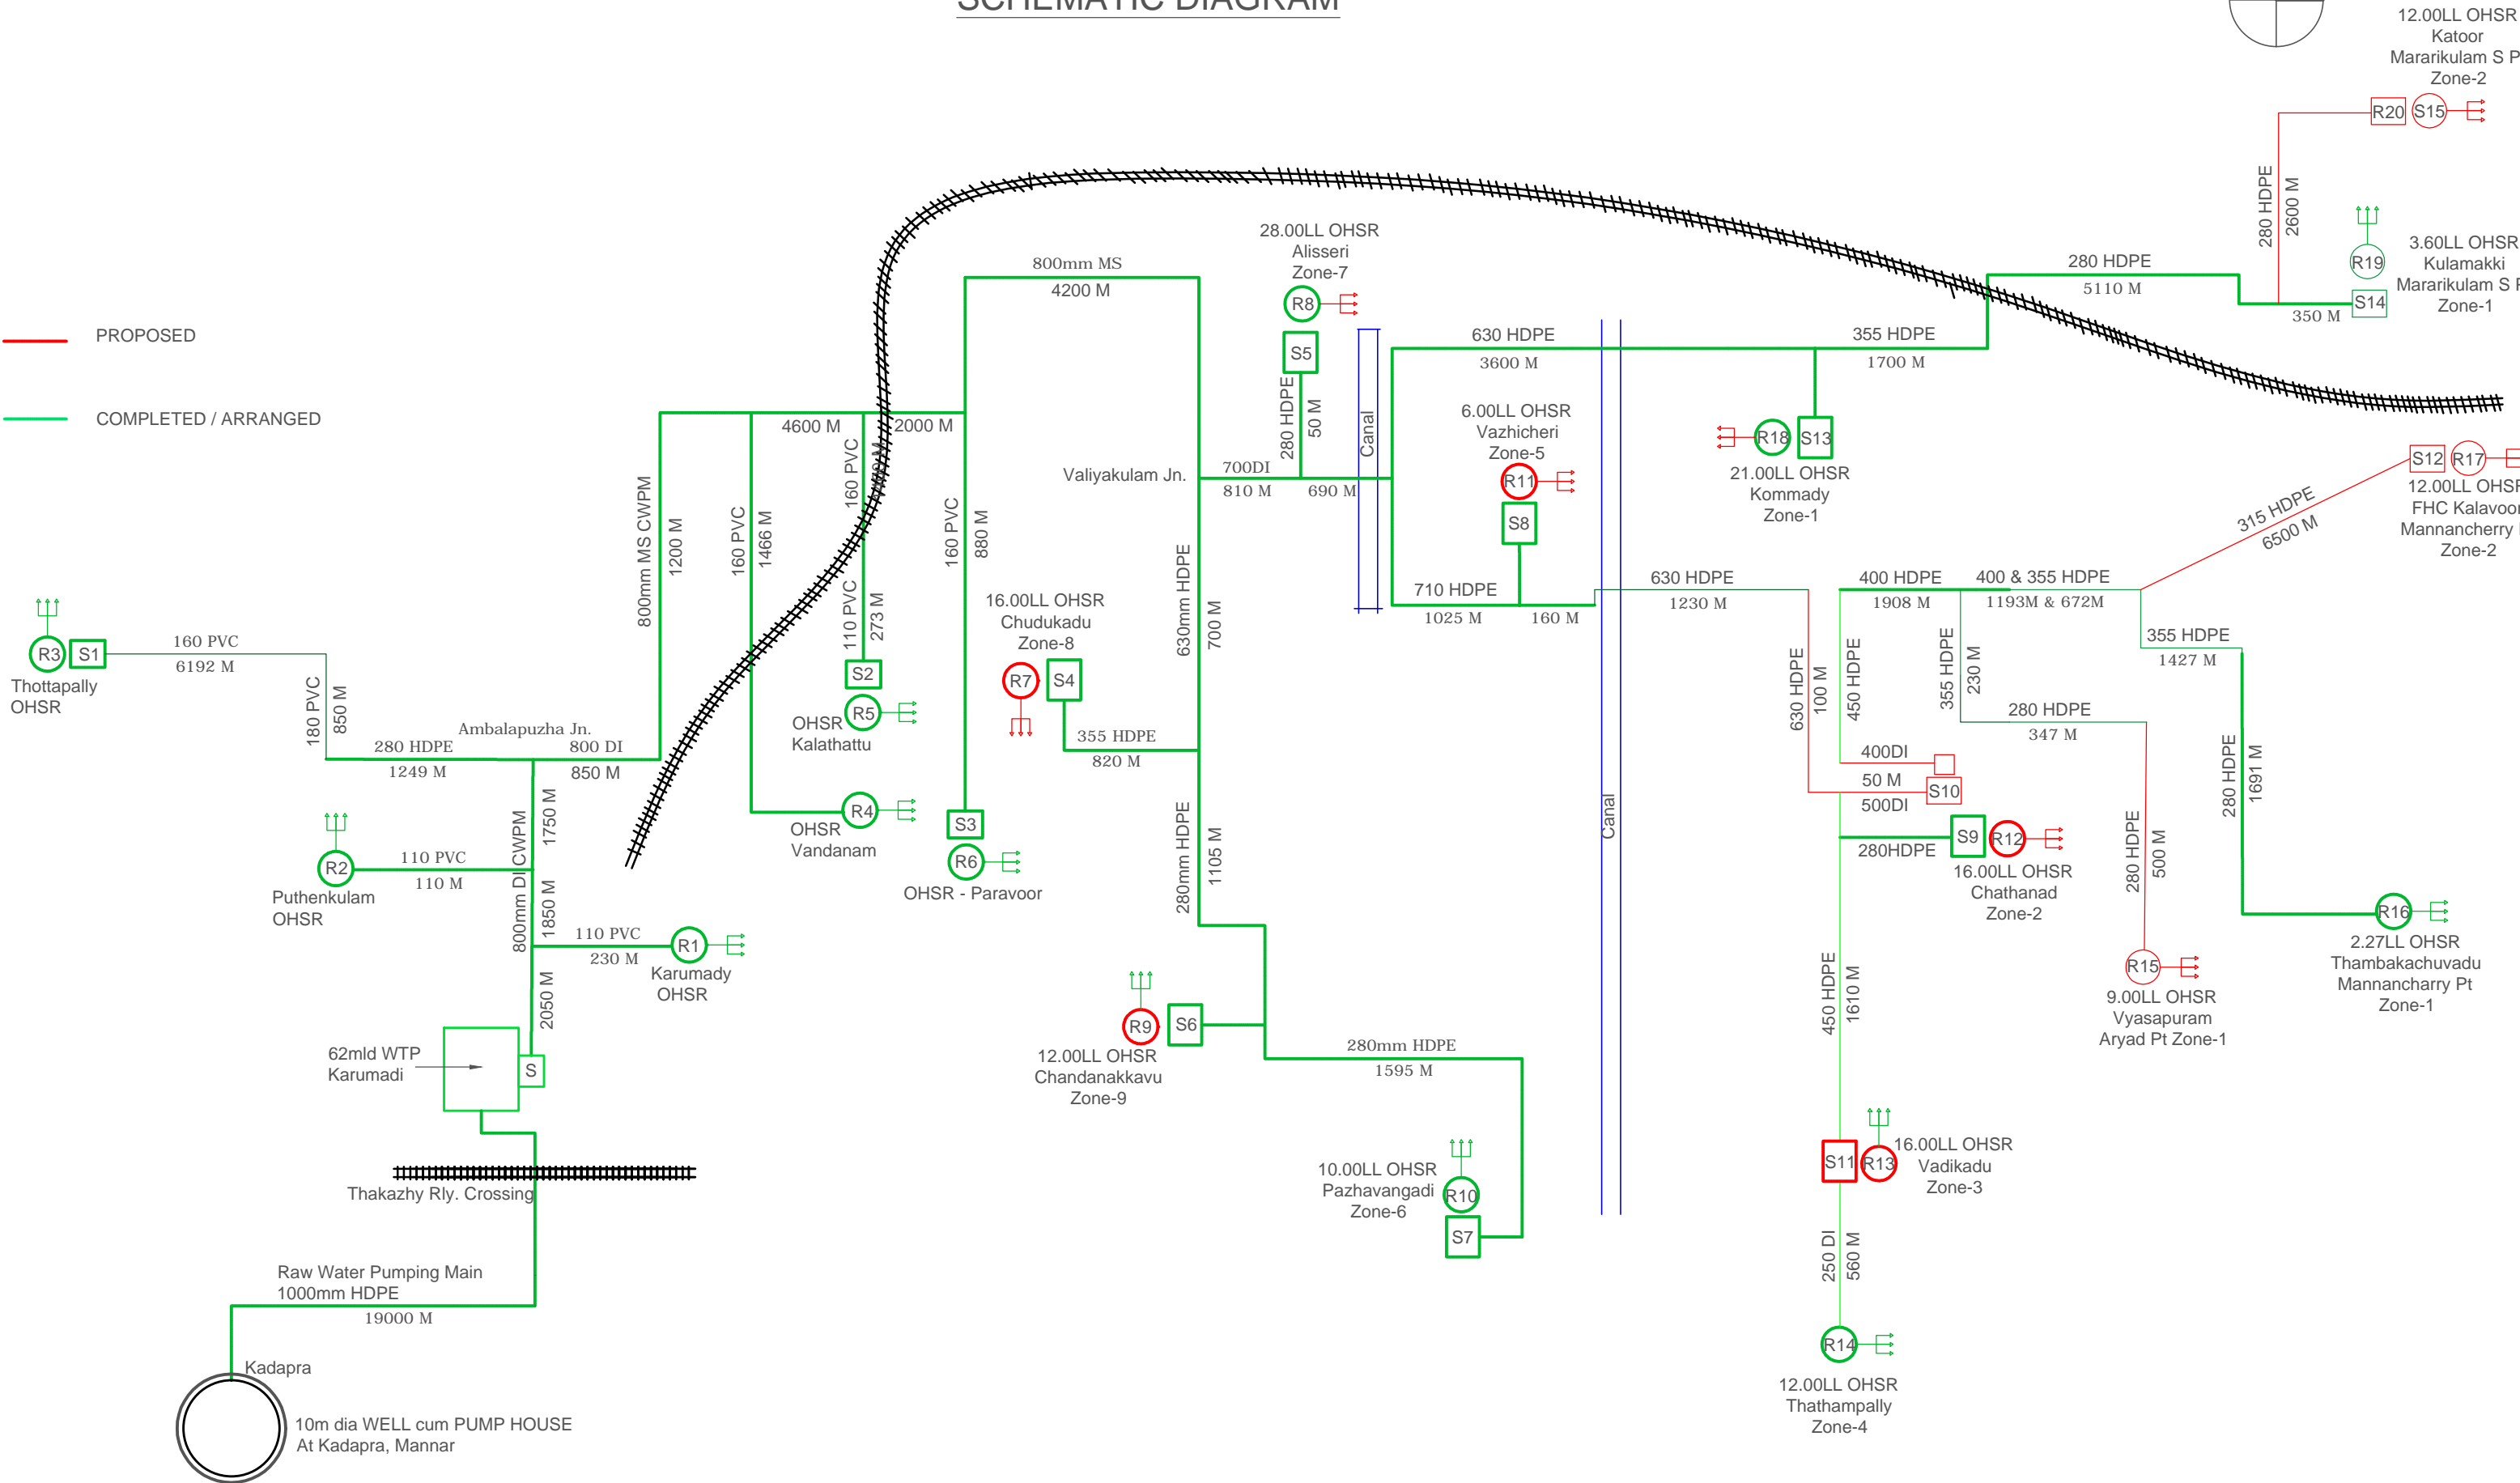 SCHEMATIC DIAGRAM
12.00LL OHSR
Katoor
Mararikulam S P
Zone-2
R20
S15
280 HDPE
2600 M
R19
3.60LL OHSR
Kulamakki
Mararikulam S P
Zone-1
S14
350 M
280 HDPE
5110 M
PROPOSED
COMPLETED / ARRANGED
800mm MS
4200 M
28.00LL OHSR
Alisseri
Zone-7
R8
S5
280 HDPE
50 M
Canal
630 HDPE
3600 M
355 HDPE
1700 M
6.00LL OHSR
Vazhicheri
Zone-5
R11
S8
R18
S13
21.00LL OHSR
Kommady
Zone-1
4600 M
2000 M
160 PVC
Valiyakulam Jn.
700DI
810 M
690 M
S12
R17
12.00LL OHSR
FHC Kalavoor
Mannancherry
Zone-2
315 HDPE
6500 M
800mm MS CWPM
1200 M
160 PVC
1466 M
110 PVC
273 M
160 PVC
880 M
630mm HDPE
700 M
16.00LL OHSR
Chudukadu
Zone-8
R7
S4
355 HDPE
820 M
710 HDPE
1025 M
160 M
630 HDPE
1230 M
400 HDPE
1908 M
400 & 355 HDPE
1193M & 672M
355 HDPE
1427 M
R3
S1
Thottapally
OHSR
160 PVC
6192 M
180 PVC
850 M
Ambalapuzha Jn.
280 HDPE
1249 M
800 DI
850 M
S2
R5
OHSR
Kalathattu
630 HDPE
100 M
450 HDPE
355 HDPE
230 M
280 HDPE
347 M
400DI
50 M
500DI
S10
280 HDPE
1691 M
R2
Puthenkulam
OHSR
110 PVC
110 M
800mm DI CWPM
1750 M
1850 M
2050 M
110 PVC
230 M
R1
Karumady
OHSR
R4
OHSR
Vandanam
S3
R6
OHSR - Paravoor
280mm HDPE
1105 M
Canal
280HDPE
S9
R12
16.00LL OHSR
Chathanad
Zone-2
280 HDPE
500 M
R15
9.00LL OHSR
Vyasapuram
Aryad Pt Zone-1
R16
2.27LL OHSR
Thambakachuvadu
Mannancharry Pt
Zone-1
62mld WTP
Karumadi
S
R9
S6
12.00LL OHSR
Chandanakkavu
Zone-9
280mm HDPE
1595 M
450 HDPE
1610 M
S11
R13
16.00LL OHSR
Vadikadu
Zone-3
Thakazhy Rly. Crossing
10.00LL OHSR
Pazhavangadi
Zone-6
R10
S7
250 DI
560 M
R14
12.00LL OHSR
Thathampally
Zone-4
Raw Water Pumping Main
1000mm HDPE
19000 M
Kadapra
10m dia WELL cum PUMP HOUSE
At Kadapra, Mannar